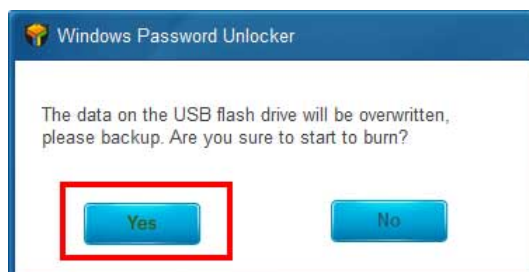 Windows Password Unlocker
The data on the USB flash drive will be overwritten,
please backup. Are you sure to start to burn?
Yes No